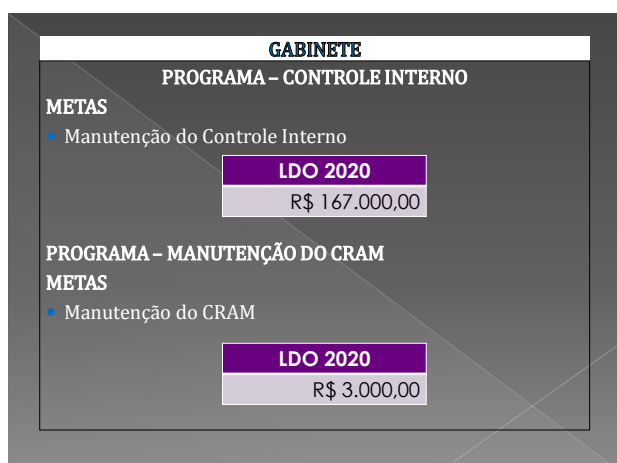 GABINETE
PROGRAMA – CONTROLE INTERNO
METAS
• Manutenção do Controle Interno
LDO 2020
R$ 167.000,00
PROGRAMA – MANUTENÇÃO DO CRAM
METAS
• Manutenção do CRAM
LDO 2020
R$ 3.000,00